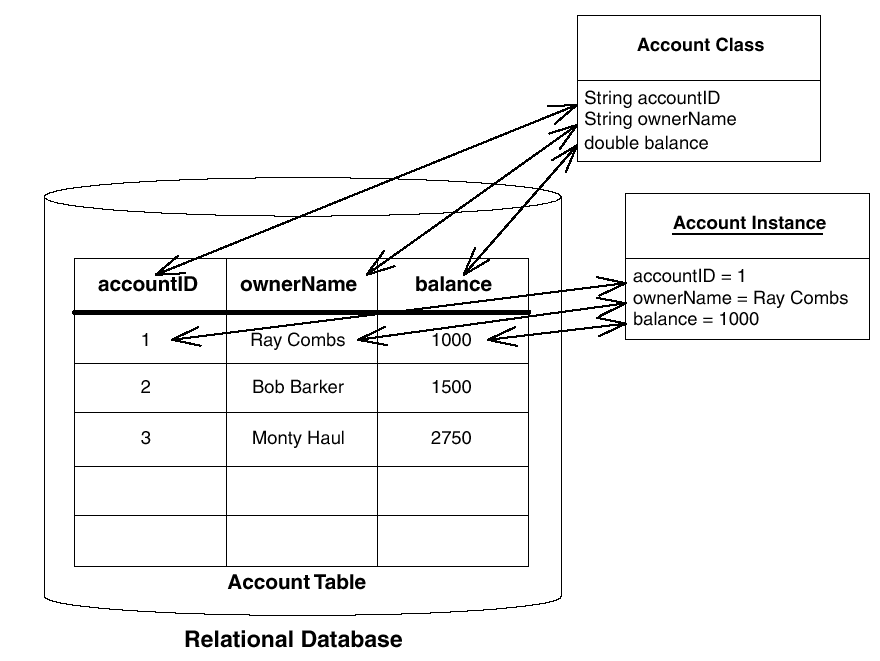 Account Class
String accountID
String ownerName
double balance
Account Instance
accountID = 1
ownerName = Ray Combs
balance = 1000
accountID ownerName balance
1 Ray Combs 1000
2 Bob Barker 1500
3 Monty Haul 2750
Account Table
Relational Database